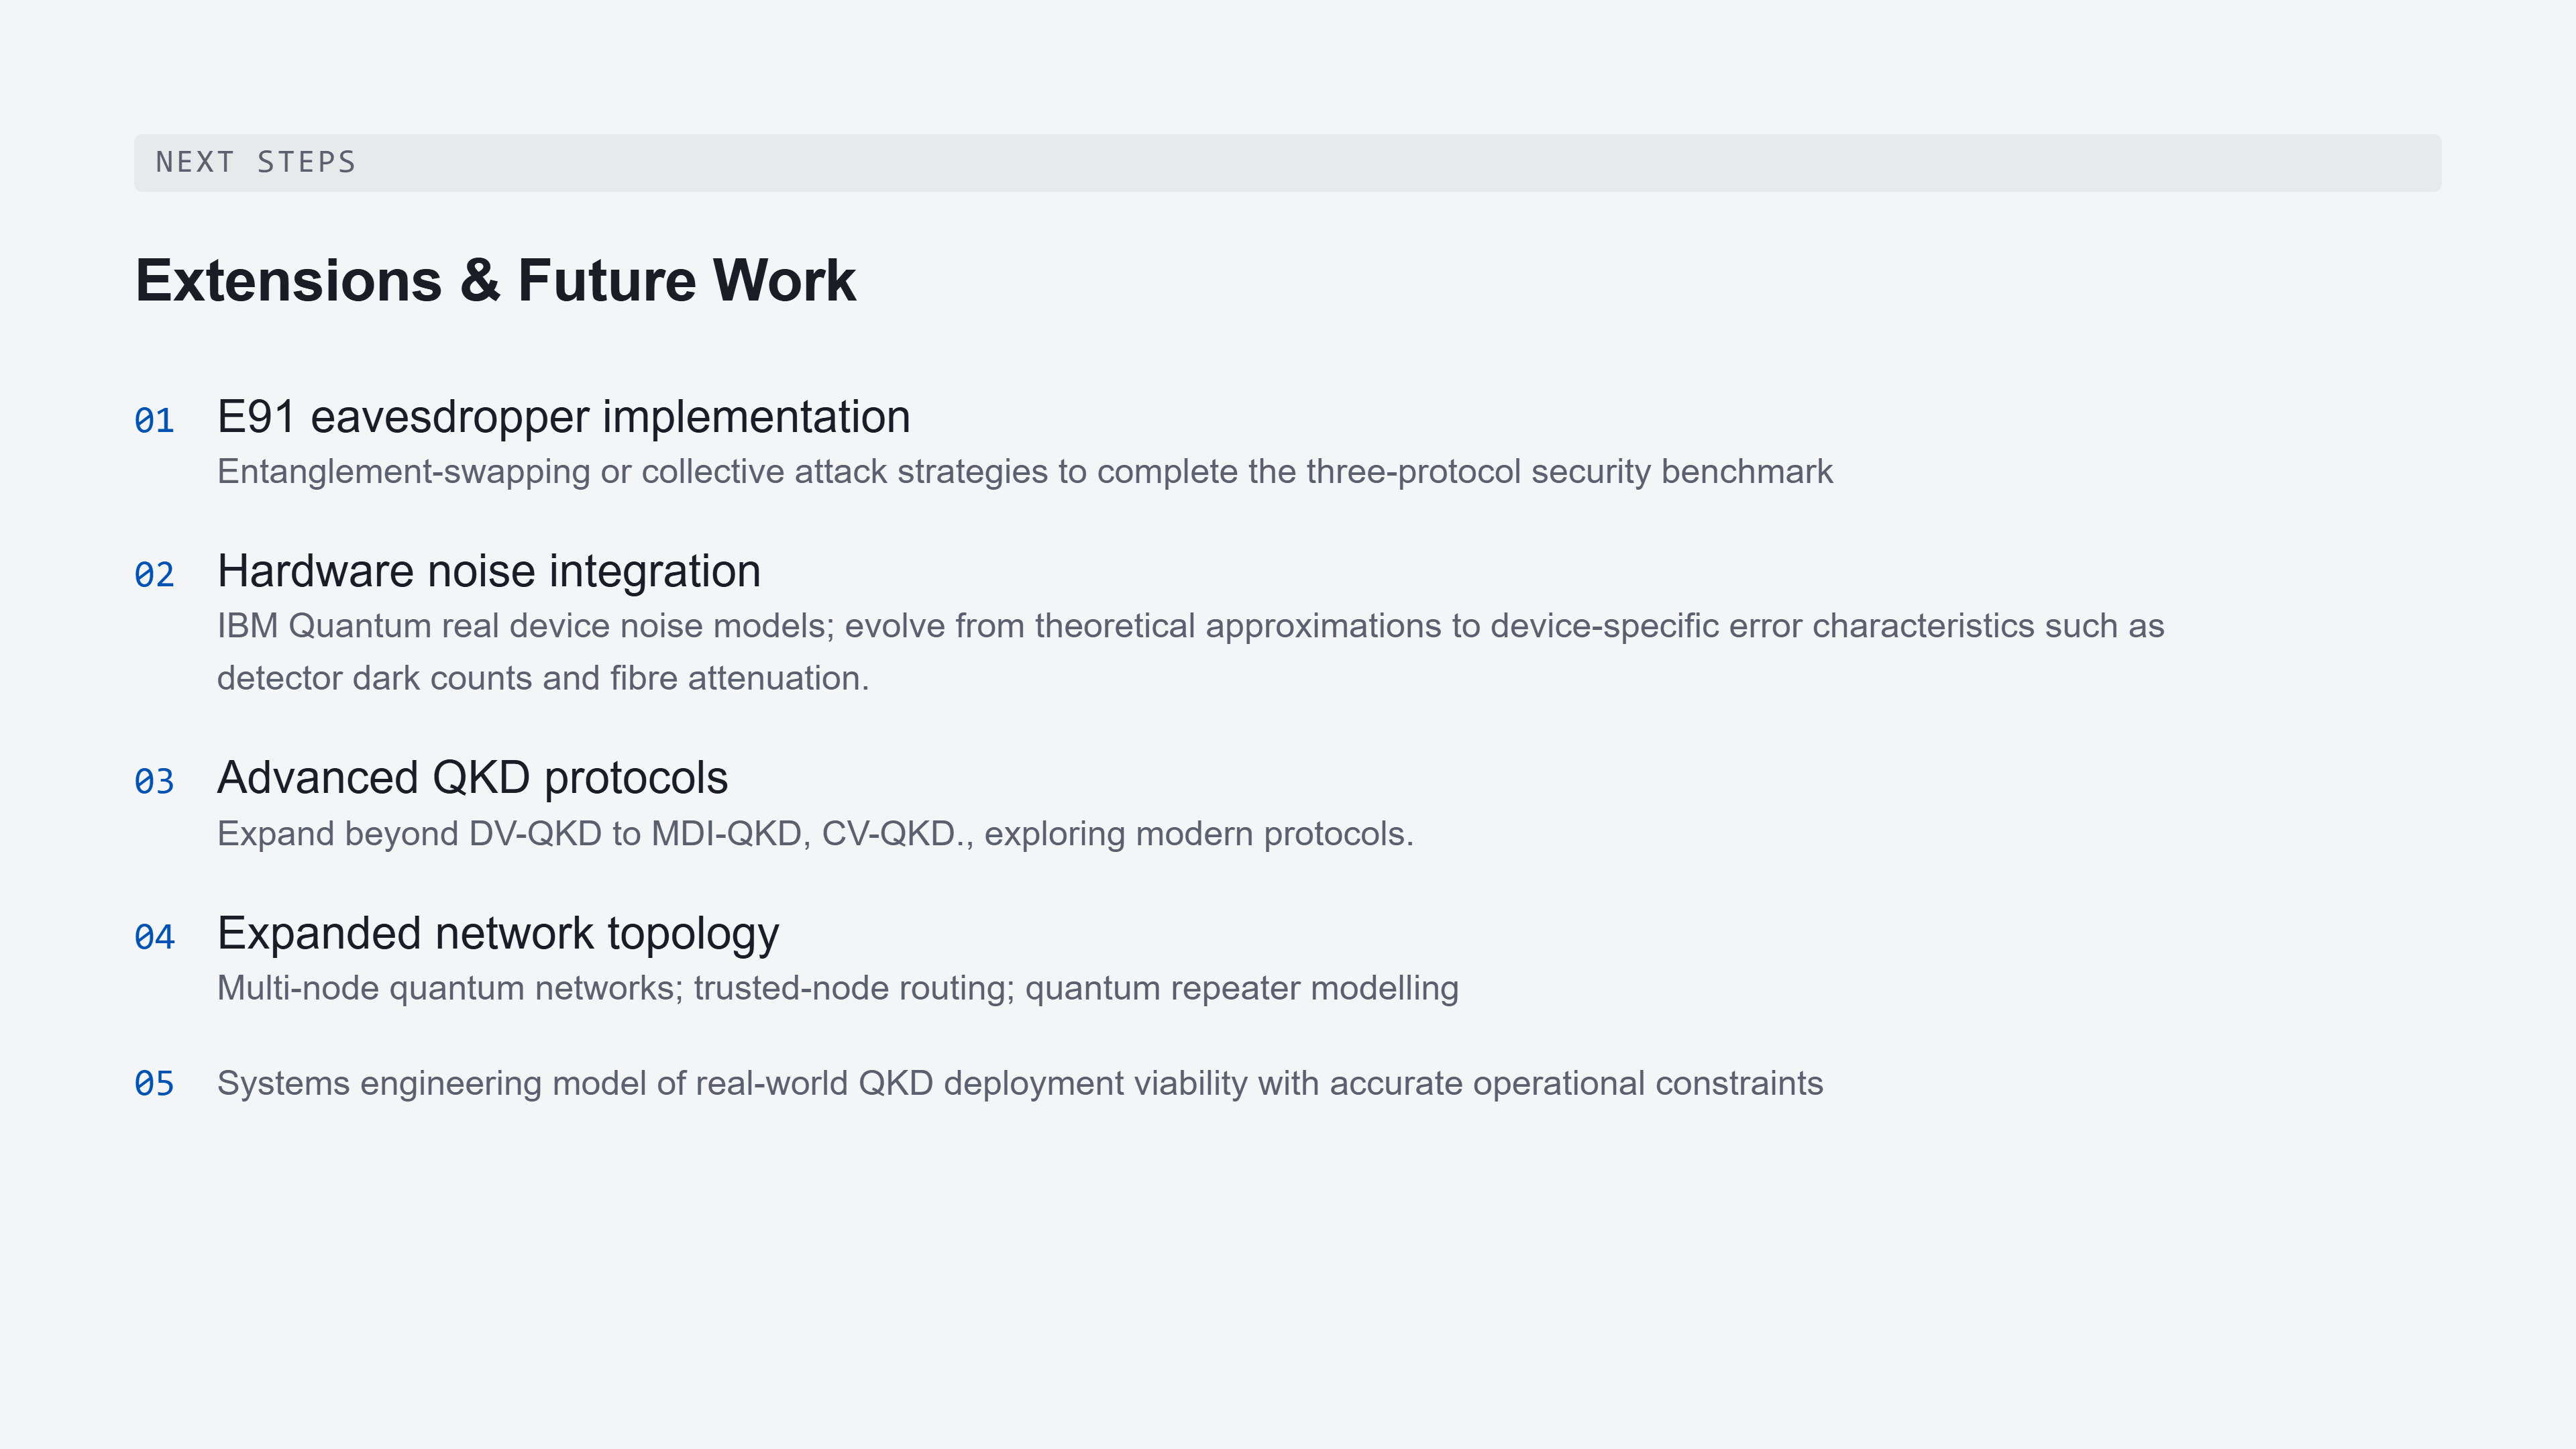 NEXT STEPS
Extensions & Future Work
01 E91 eavesdropper implementation
Entanglement-swapping or collective attack strategies to complete the three-protocol security benchmark
02 Hardware noise integration
IBM Quantum real device noise models; evolve from theoretical approximations to device-specific error characteristics such as
detector dark counts and fibre attenuation.
03 Advanced QKD protocols
Expand beyond DV-QKD to MDI-QKD, CV-QKD., exploring modern protocols.
04 Expanded network topology
Multi-node quantum networks; trusted-node routing; quantum repeater modelling
05 Systems engineering model of real-world QKD deployment viability with accurate operational constraints